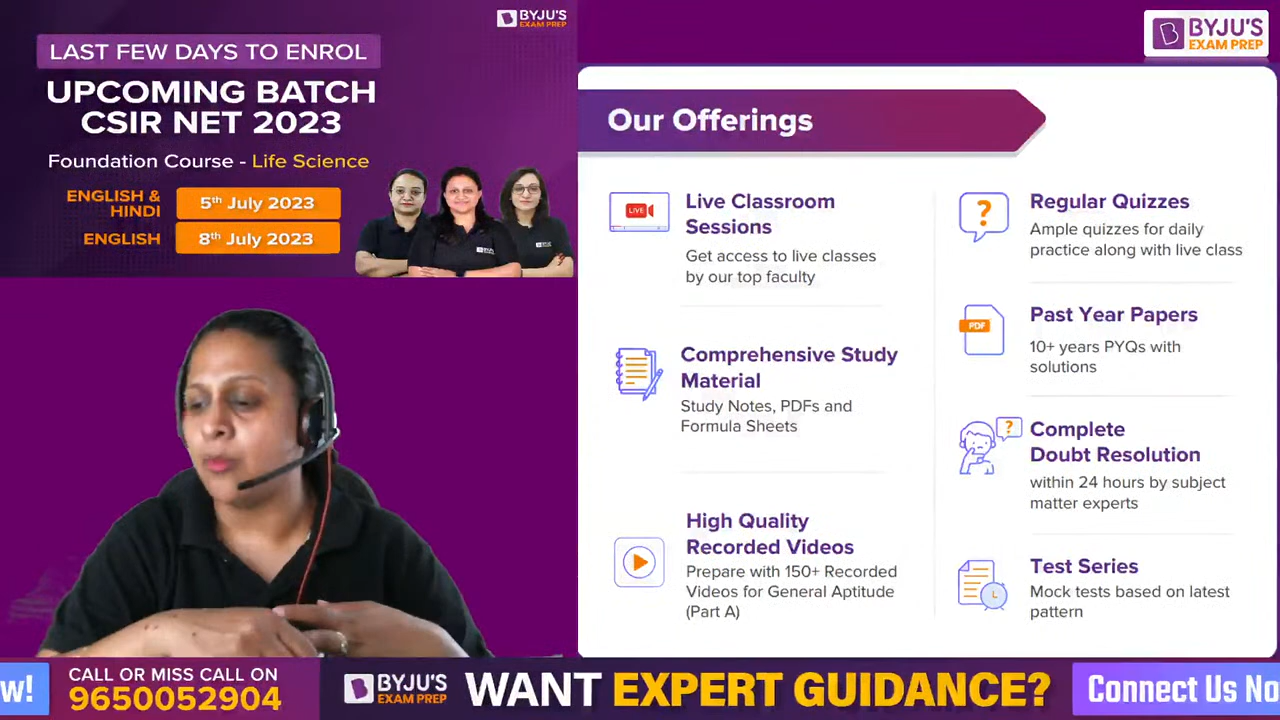 BYJU'S
EXAM PREP
LAST FEW DAYS TO ENROL
UPCOMING BATCH
CSIR NET 2023
Foundation Course - Life Science
ENGLISH &
HINDI
5th July 2023
ENGLISH
8th July 2023
BYJU'S
EXAM PREP
Our Offerings
LIVE
Live Classroom
Sessions
Get access to live classes
by our top faculty
Comprehensive Study
Material
Study Notes, PDFs and
Formula Sheets
High Quality
Recorded Videos
Prepare with 150+ Recorded
Videos for General Aptitude
(Part A)
?
Regular Quizzes
Ample quizzes for daily
practice along with live class
PDF
Past Year Papers
10+ years PYQs with
solutions
?
Complete
Doubt Resolution
within 24 hours by subject
matter experts
Test Series
Mock tests based on latest
pattern
w!
CALL OR MISS CALL ON
9650052904
BYJU'S
EXAM PREP
WANT EXPERT GUIDANCE?
Connect Us No